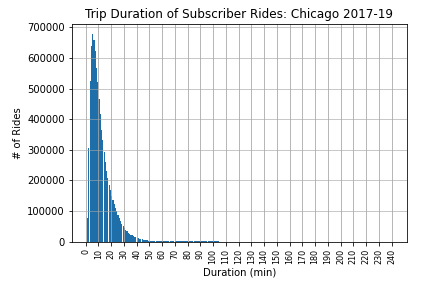 Trip Duration of Subscriber Rides: Chicago 2017-19
700000
600000
500000
400000
300000
200000
100000
0
# of Rides
0 10 20 30 40 50 60 70 80 90 100 110 120 130 140 150 160 170 180 190 200 210 220 230 240
Duration (min)